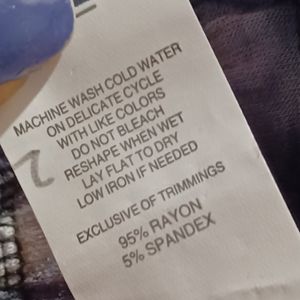 MACHINE WASH COLD WATER
ON DELICATE CYCLE
WITH LIKE COLORS
DO NOT BLEACH
RESHAPE WHEN WET
LAY FLAT TO DRY
LOW IRON IF NEEDED
EXCLUSIVE OF TRIMMINGS
95% RAYON
5% SPANDEX